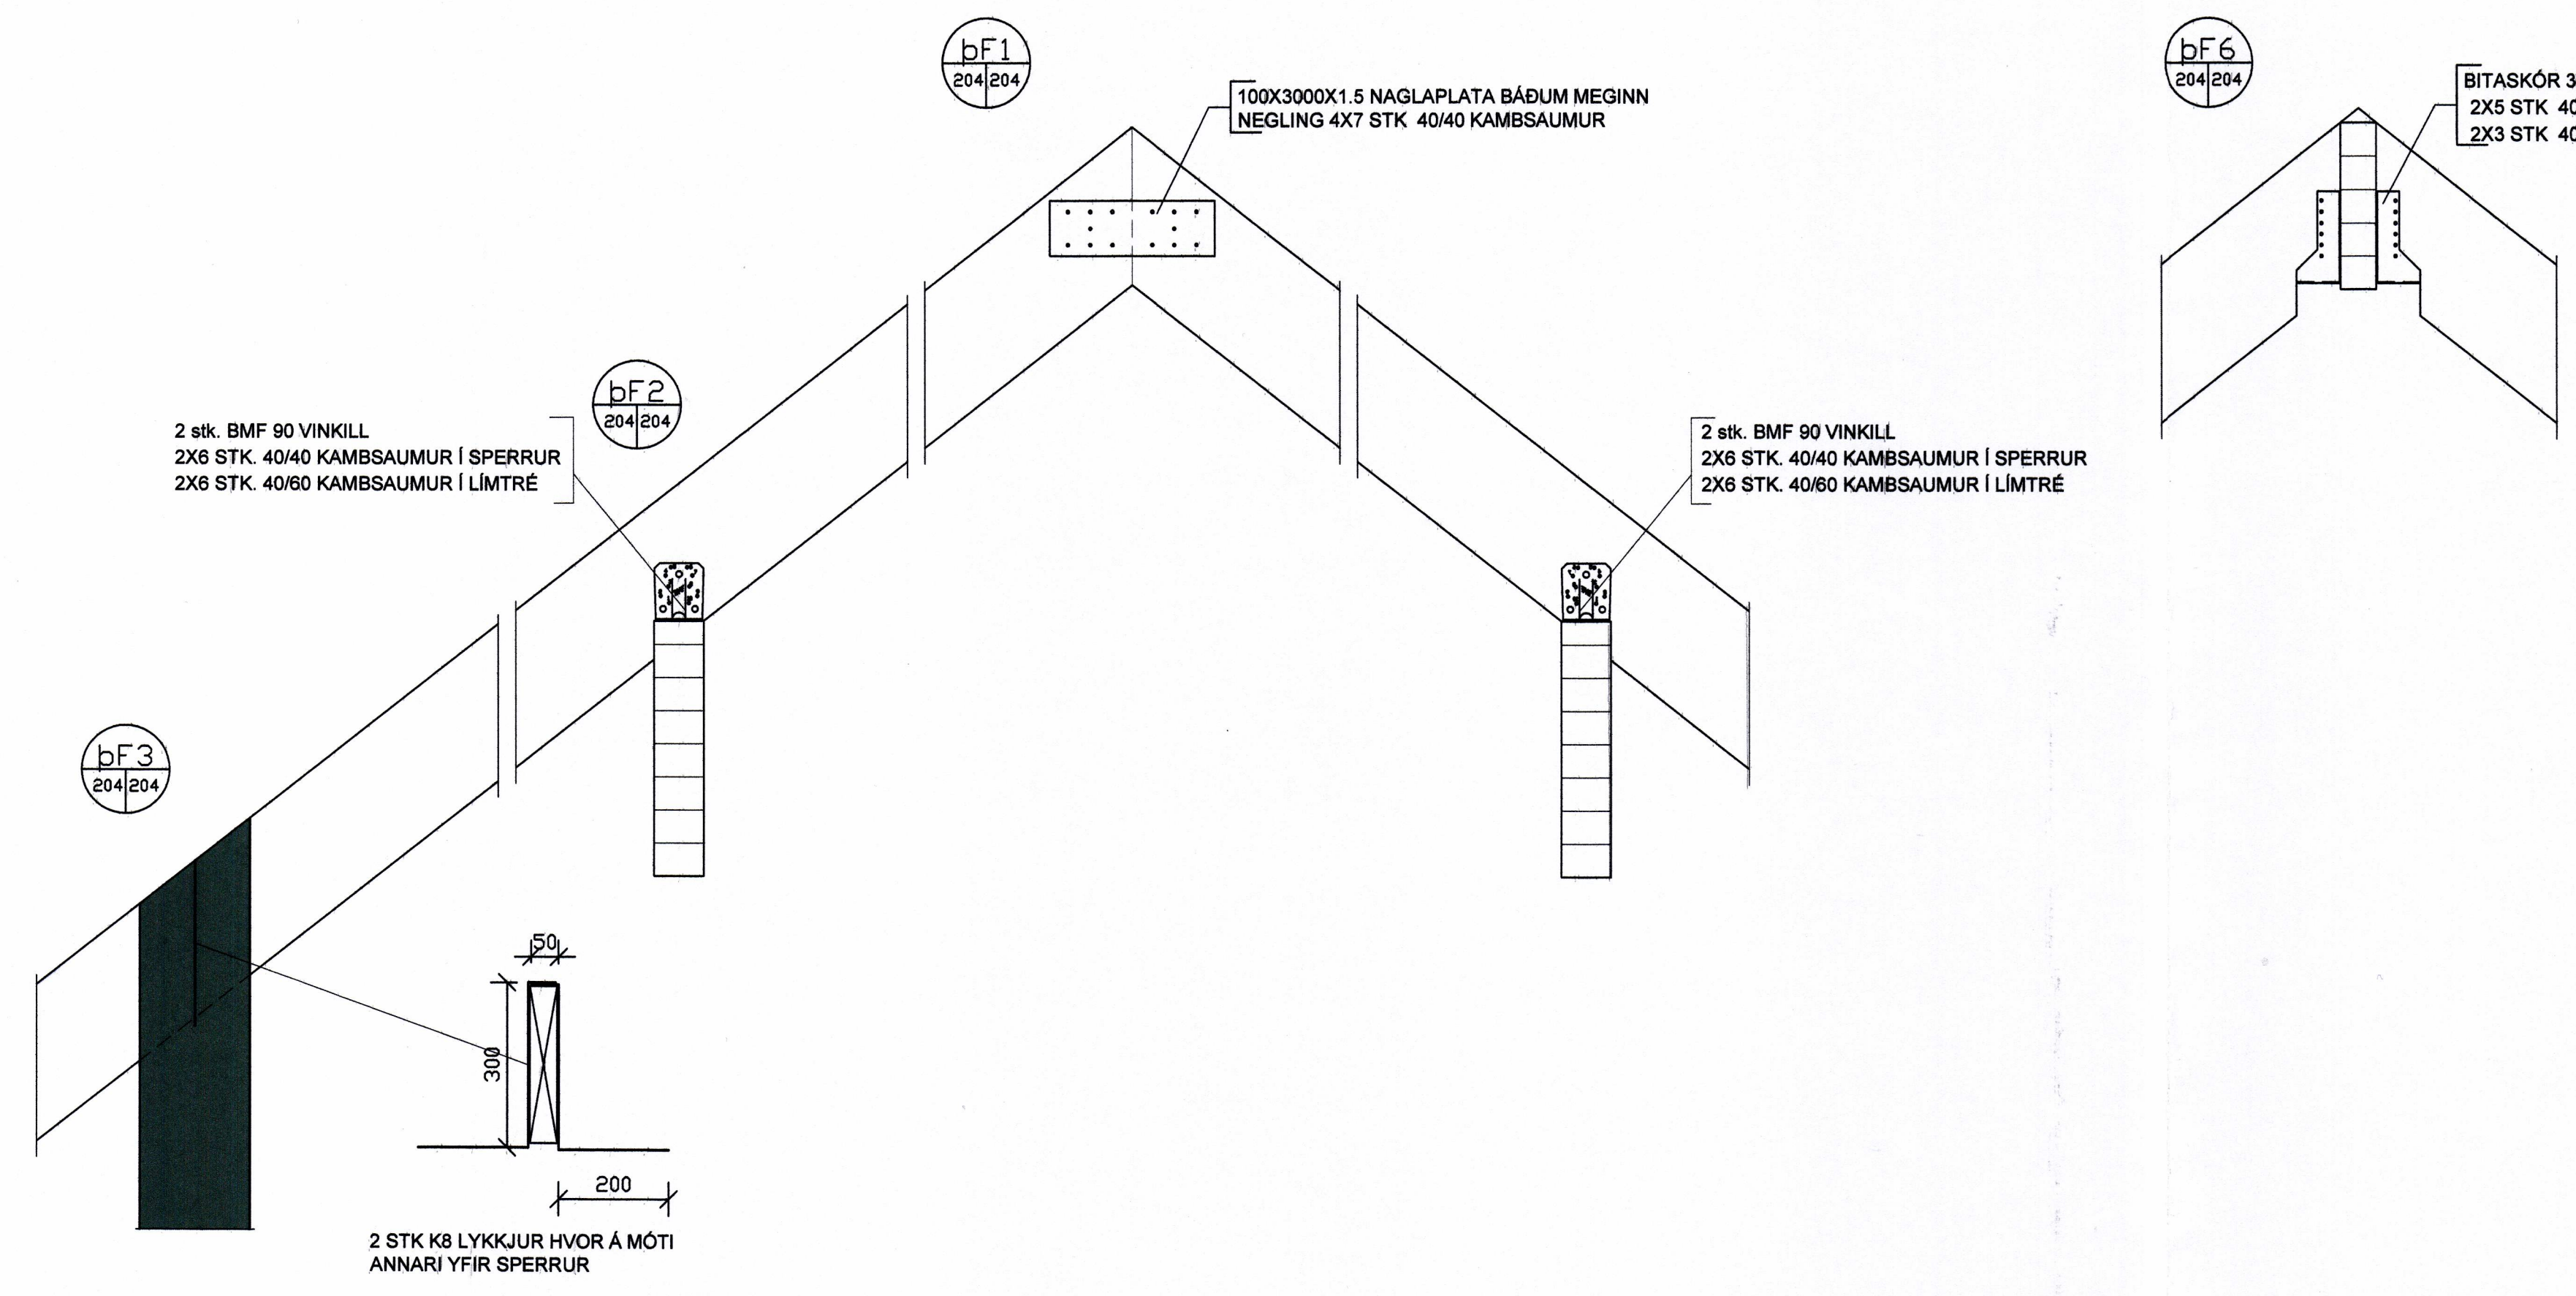 bF1
204 204
100X3000X1.5 NAGLAPLATA BÁÐUM MEGINN
NEGLING 4X7 STK 40/40 KAMBSAUMUR
bF6
204 204
BITASKÓR 3
2X5 STK 40
2X3 STK 40
bF2
204 204
2 stk. BMF 90 VINKILL
2X6 STK. 40/40 KAMBSAUMUR Í SPERRUR
2X6 STK. 40/60 KAMBSAUMUR Í LÍMTRÉ
2 stk. BMF 90 VINKILL
2X6 STK. 40/40 KAMBSAUMUR Í SPERRUR
2X6 STK. 40/60 KAMBSAUMUR Í LÍMTRÉ
bF3
204 204
50
300
200
2 STK K8 LYKKJUR HVOR Á MÓTI
ANNARI YFIR SPERRUR